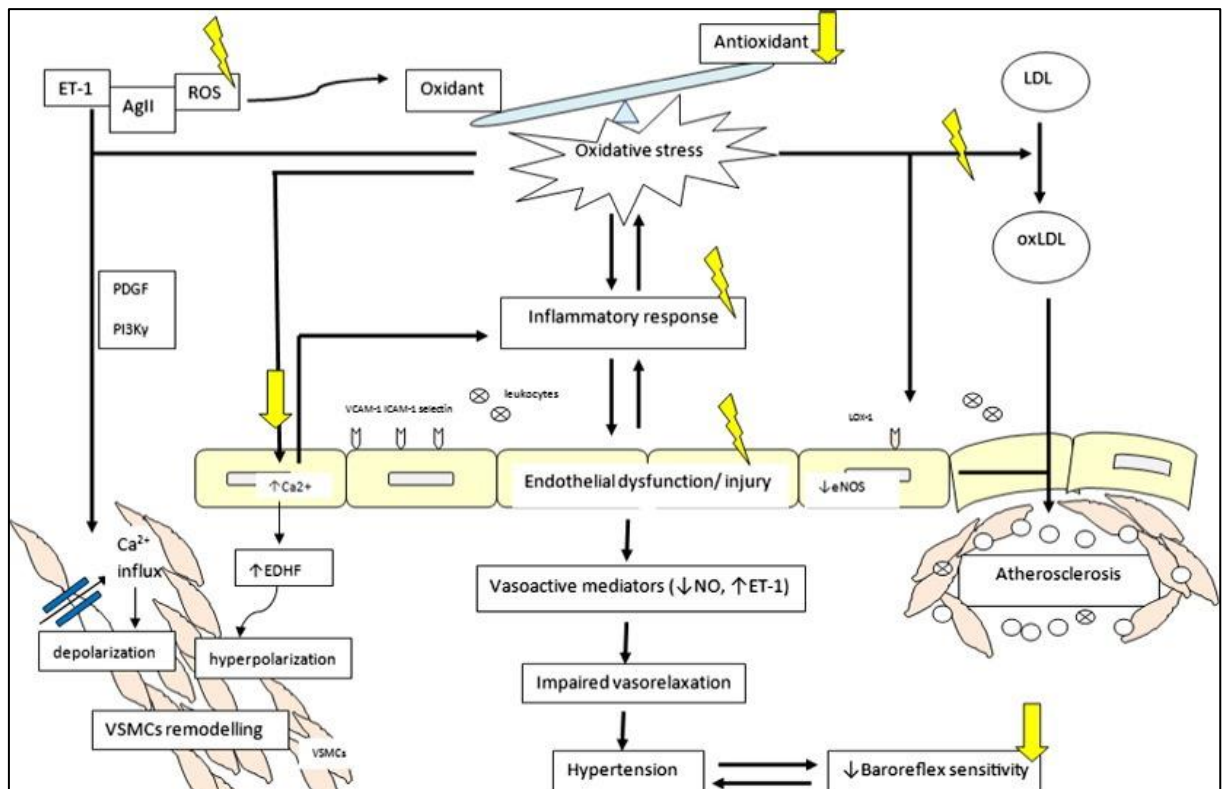 Antioxidant
ET-1
AgII
ROS
Oxidant
LDL
Oxidative stress
oxLDL
PDGF
PI3Kγ
Inflammatory response
leukocytes
VCAM-1 ICAM-1 selectin
LOX-1
↑Ca2+
Endothelial dysfunction/ injury
↓eNOS
Ca2+
influx
↑EDHF
Vasoactive mediators (↓NO, ↑ET-1)
Atherosclerosis
depolarization
hyperpolarization
Impaired vasorelaxation
VSMCs remodelling
VSMCs
Hypertension
↓Baroreflex sensitivity